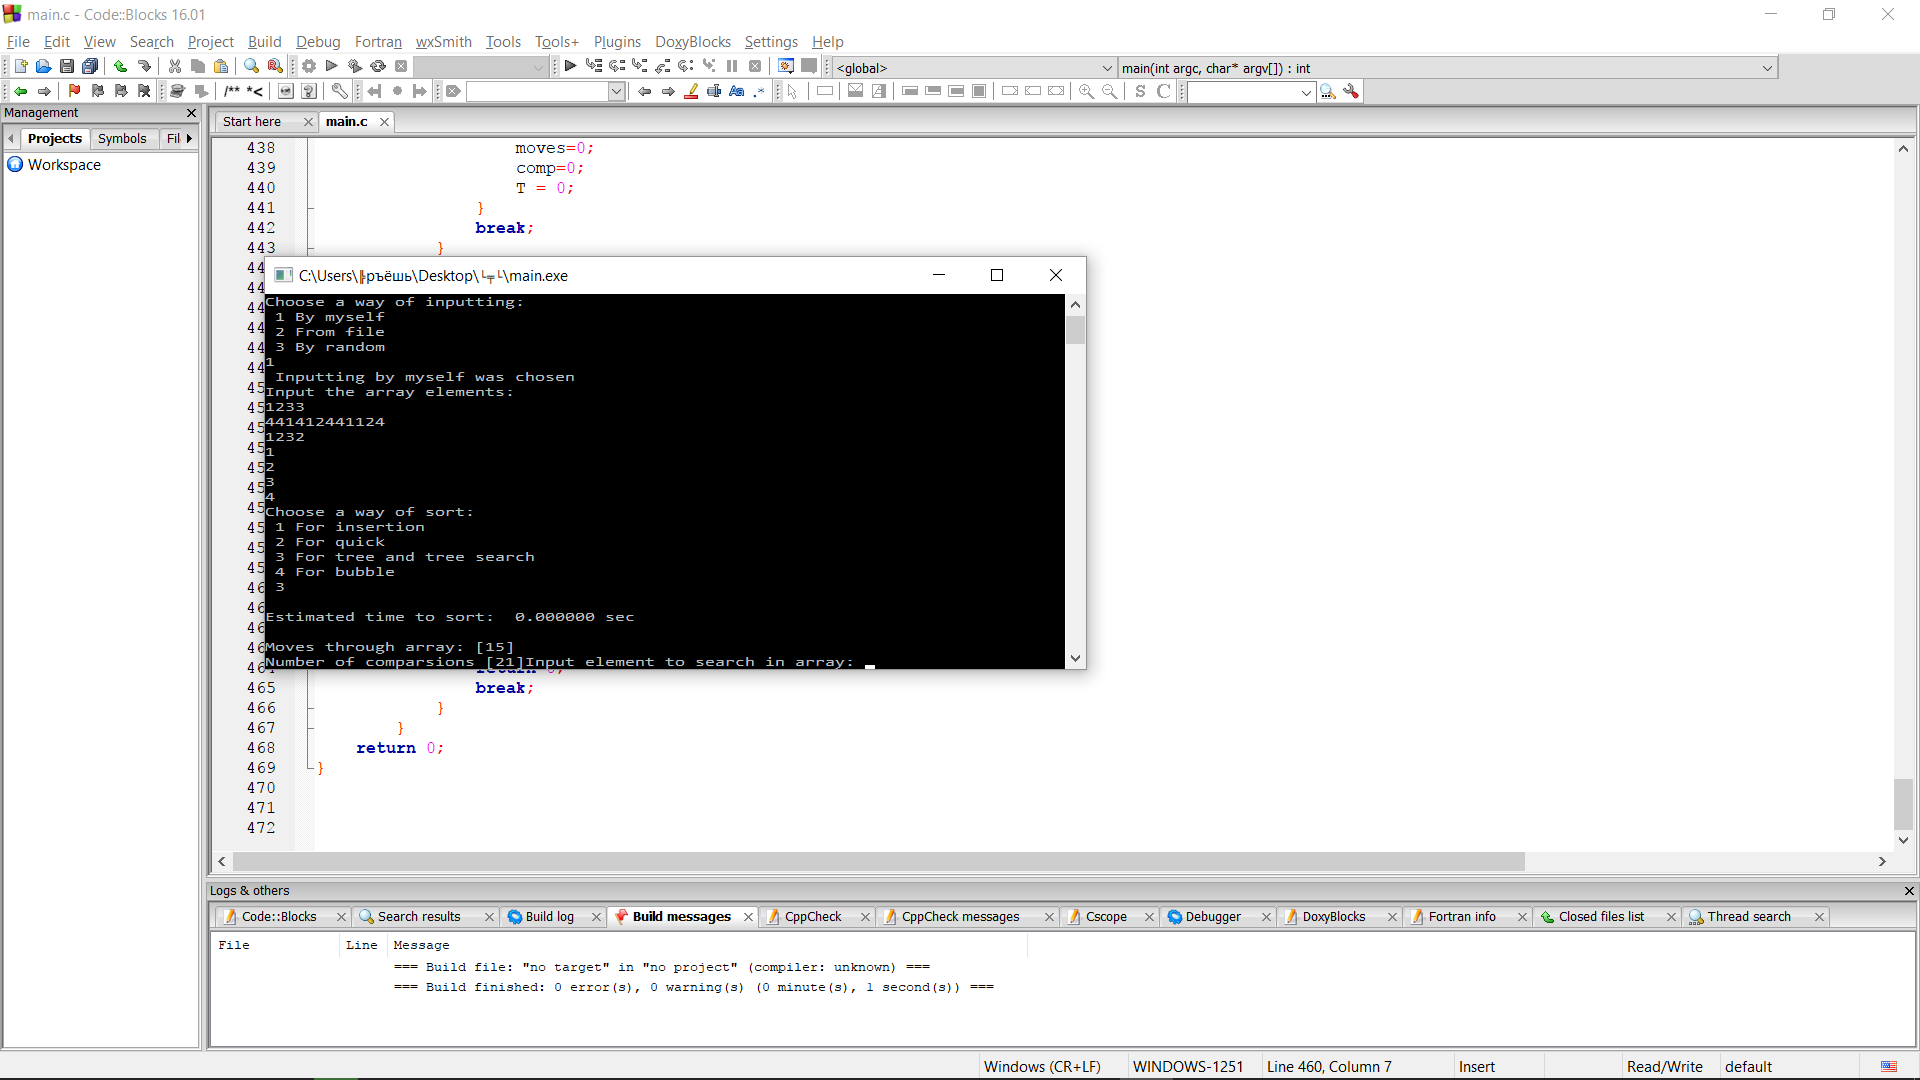 main.c - Code::Blocks 16.01
File Edit View Search Project Build Debug Fortran wxSmith Tools Tools+ Plugins DoxyBlocks Settings Help
<global>
main(int argc, char* argv[]) : int
/** *<
Management
Projects Symbols Fil
Workspace
Start here main.c
438 moves=0;
439 comp=0;
440 T = 0;
441 }
442 break;
443 }
C:\Users\╠ръёшь\Desktop\└╤└\main.exe
Choose a way of inputting:
1 By myself
2 From file
3 By random
1
Inputting by myself was chosen
Input the array elements:
1233
441412441124
1232
1
2
3
4
Choose a way of sort:
1 For insertion
2 For quick
3 For tree and tree search
4 For bubble
3
Estimated time to sort: 0.000000 sec
Moves through array: [15]
Number of comparsions [21]Input element to search in array:
465 break;
466 }
467 }
468 return 0;
469 }
470
471
472
Logs & others
Code::Blocks Search results Build log Build messages CppCheck CppCheck messages Cscope Debugger DoxyBlocks Fortran info Closed files list Thread search
File Line Message
=== Build file: "no target" in "no project" (compiler: unknown) ===
=== Build finished: 0 error(s), 0 warning(s) (0 minute(s), 1 second(s)) ===
Windows (CR+LF) WINDOWS-1251 Line 460, Column 7 Insert Read/Write default